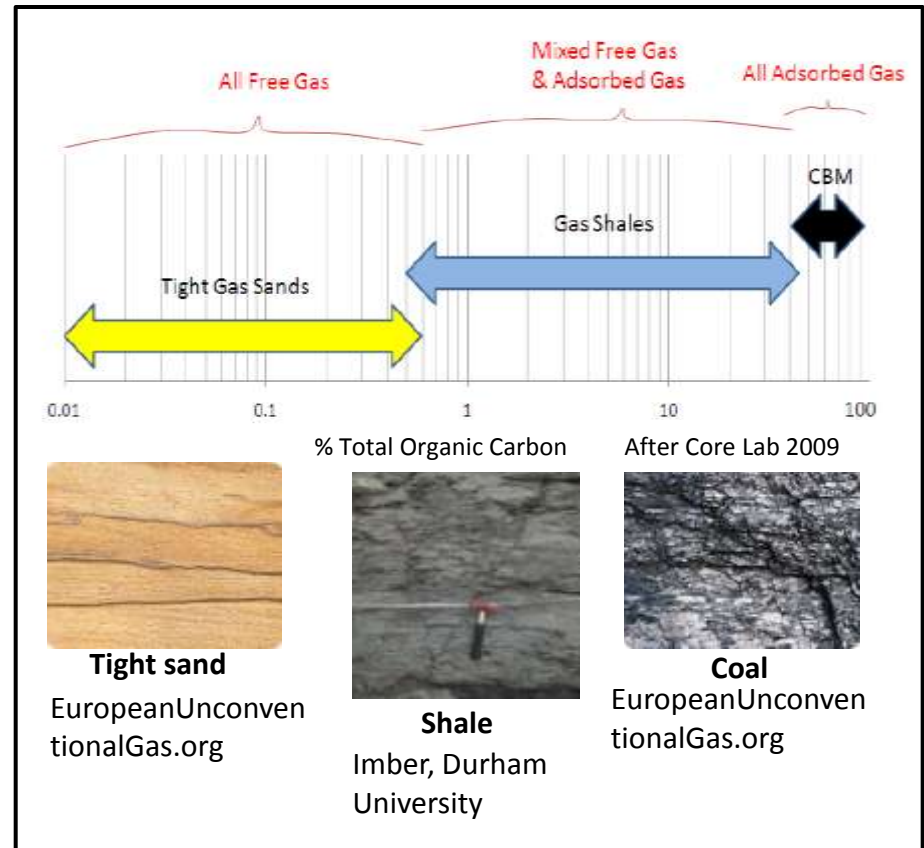 Mixed Free Gas
& Adsorbed Gas
All Free Gas
All Adsorbed Gas
CBM
Gas Shales
Tight Gas Sands
0.01
0.1
1
10
100
% Total Organic Carbon
After Core Lab 2009
Tight sand
EuropeanUnconven
tionalGas.org
Shale
Imber, Durham
University
Coal
EuropeanUnconven
tionalGas.org